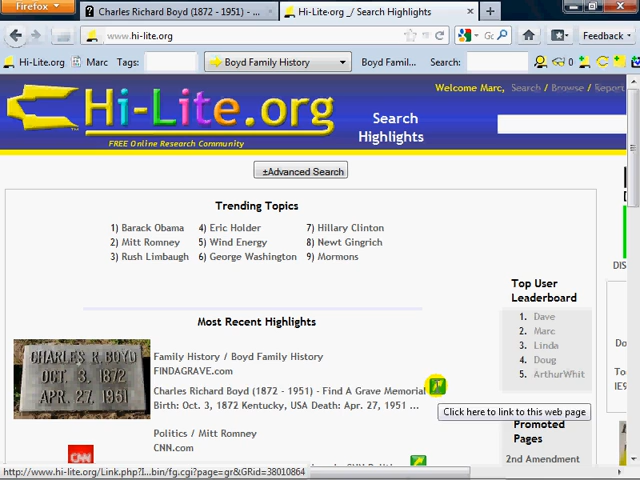 Firefox
Charles Richard Boyd (1872 - 1951) - ...
Hi-Lite.org _/ Search Highlights
www.hi-lite.org
Feedback
Hi-Lite.org
Marc
Tags:
Boyd Family History
Boyd Famil...
Search:
0
Hi-Lite.org
FREE Online Research Community
Search
Highlights
Welcome Marc, Search / Browse / Report
±Advanced Search
Trending Topics
1) Barack Obama 4) Eric Holder 7) Hillary Clinton
2) Mitt Romney 5) Wind Energy 8) Newt Gingrich
3) Rush Limbaugh 6) George Washington 9) Mormons
DIS
Top User
Leaderboard
1. Dave
2. Marc
3. Linda
4. Doug
5. ArthurWhit
Most Recent Highlights
CHARLES R. BOYD
OCT. 3, 1872
APR. 27, 1951
Family History / Boyd Family History
FINDAGRAVE.com
Charles Richard Boyd (1872 - 1951) - Find A Grave Memorial
Birth: Oct. 3, 1872 Kentucky, USA Death: Apr. 27, 1951 ...
Click here to link to this web page
Promoted
Pages
2nd Amendment
Politics / Mitt Romney
CNN.com
CNN
http://www.hi-lite.org/Link.php?I...bin/fg.cgi?page=gr&GRid=38010864